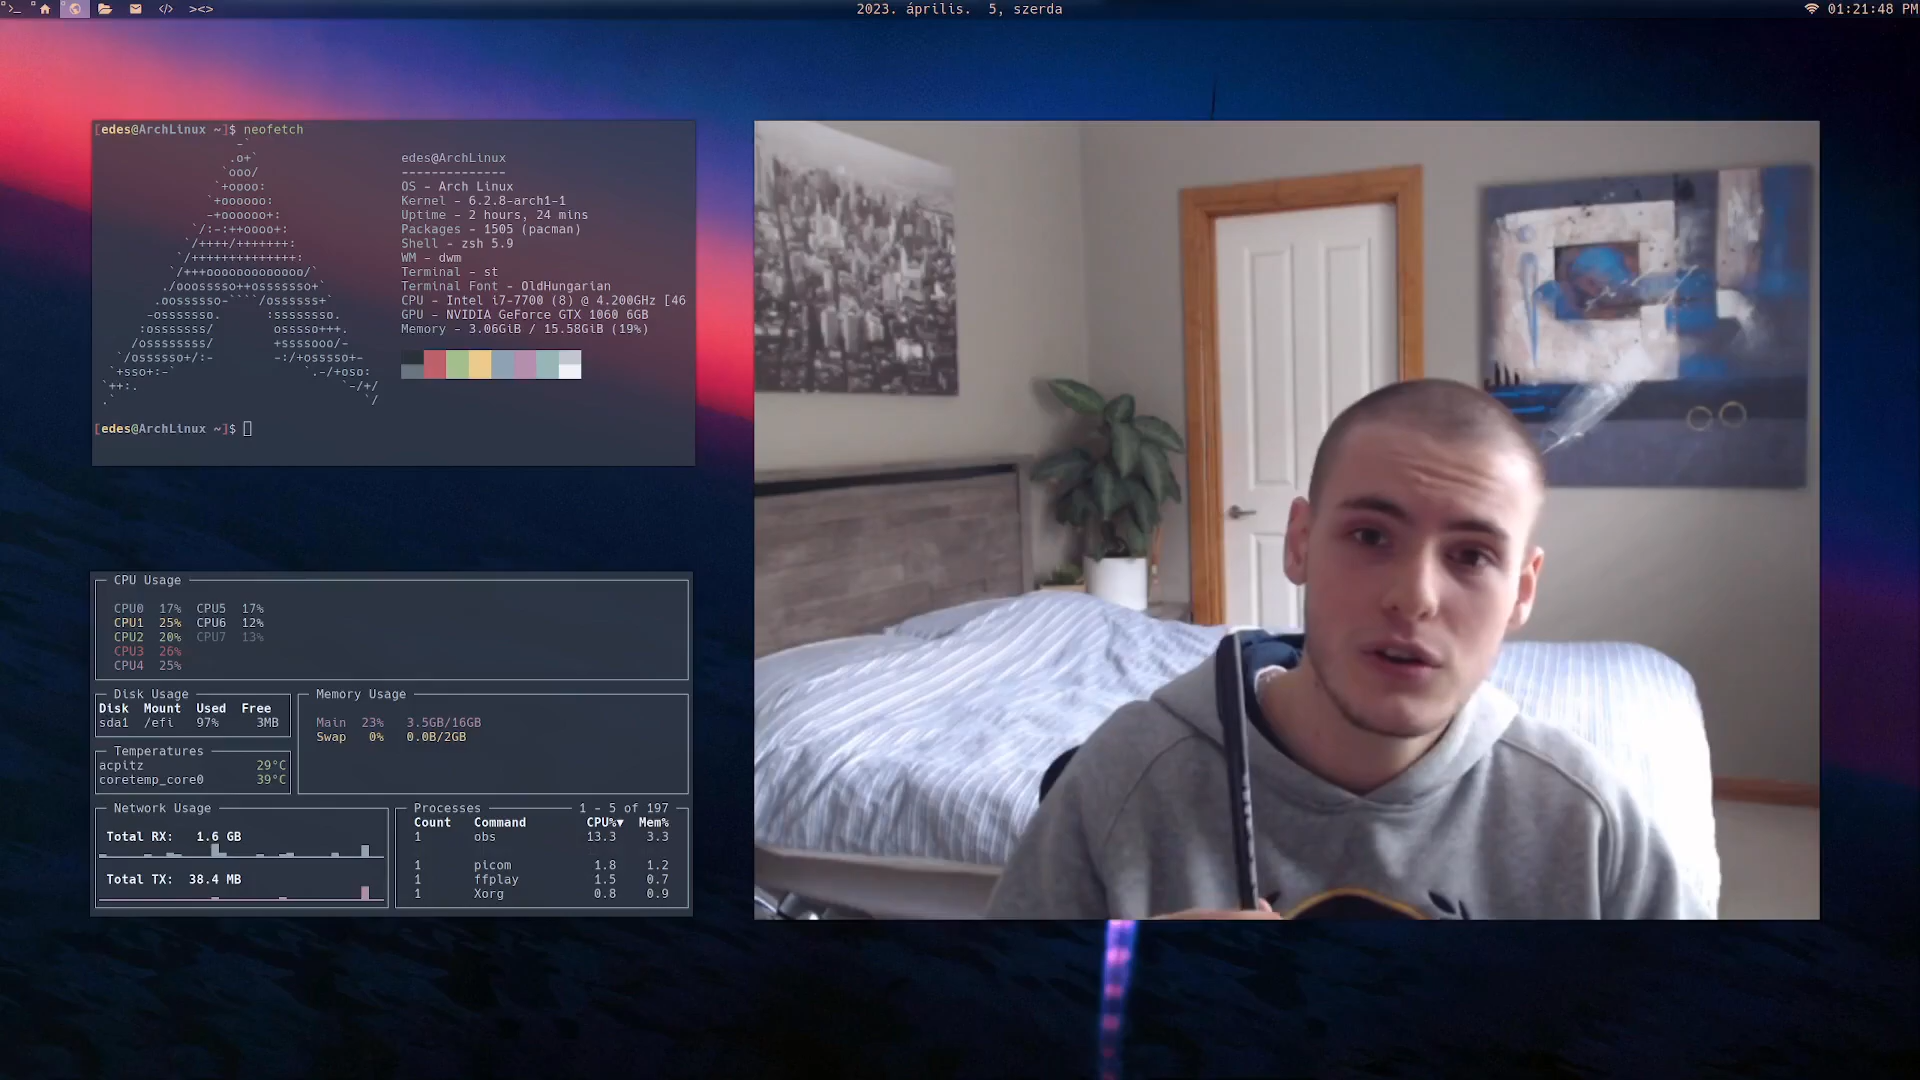 2023. április.  5, szerda
01:21:48 PM
[edes@ArchLinux ~]$ neofetch
edes@ArchLinux
--------------
OS - Arch Linux
Kernel - 6.2.8-arch1-1
Uptime - 2 hours, 24 mins
Packages - 1505 (pacman)
Shell - zsh 5.9
WM - dwm
Terminal - st
Terminal Font - OldHungarian
CPU - Intel i7-7700 (8) @ 4.200GHz [46
GPU - NVIDIA GeForce GTX 1060 6GB
Memory - 3.06GiB / 15.58GiB (19%)
[edes@ArchLinux ~]$
CPU Usage
CPU0 17% CPU5 17%
CPU1 25% CPU6 12%
CPU2 20% CPU7 13%
CPU3 26%
CPU4 25%
Disk Usage
Disk Mount Used Free
sda1 /efi 97% 3MB
Memory Usage
Main 23% 3.5GB/16GB
Swap 0% 0.0B/2GB
Temperatures
acpitz 29°C
coretemp_core0 39°C
Network Usage
Total RX: 1.6 GB
Total TX: 38.4 MB
Processes 1 - 5 of 197
Count Command CPU%▼ Mem%
1 obs 13.3 3.3
1 picom 1.8 1.2
1 ffplay 1.5 0.7
1 Xorg 0.8 0.9